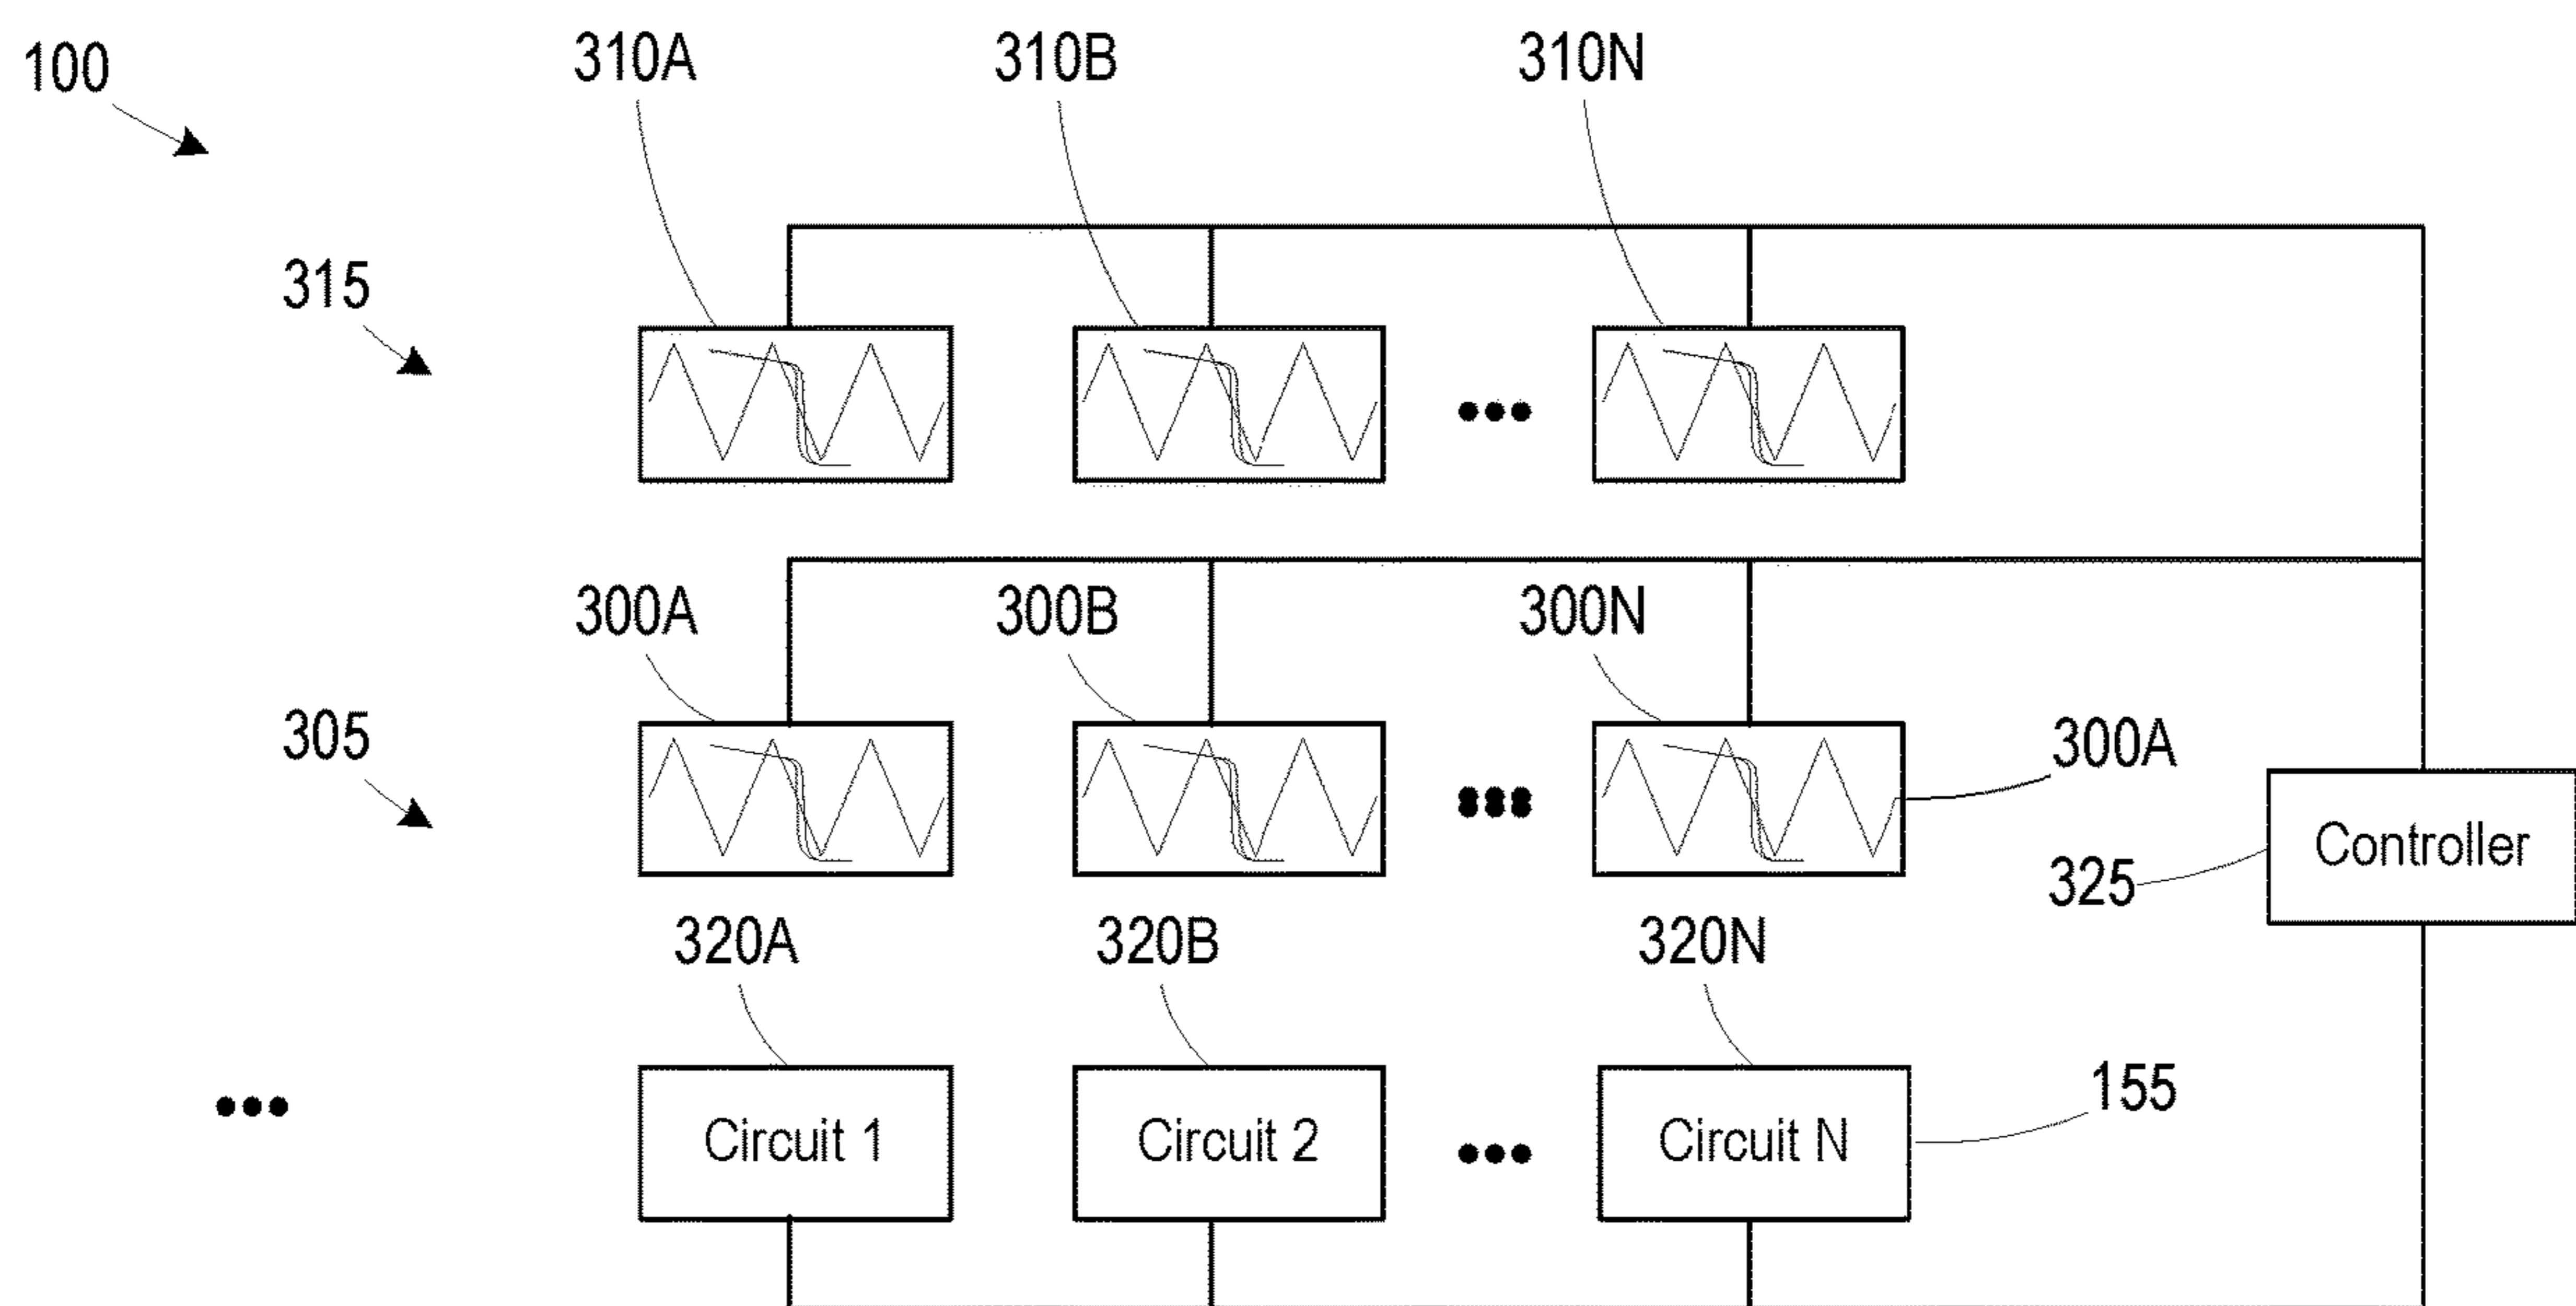 100
310A 310B 310N
315
300A 300B 300N
305
300A
Controller
325
320A 320B 320N
155
Circuit 1 Circuit 2 Circuit N